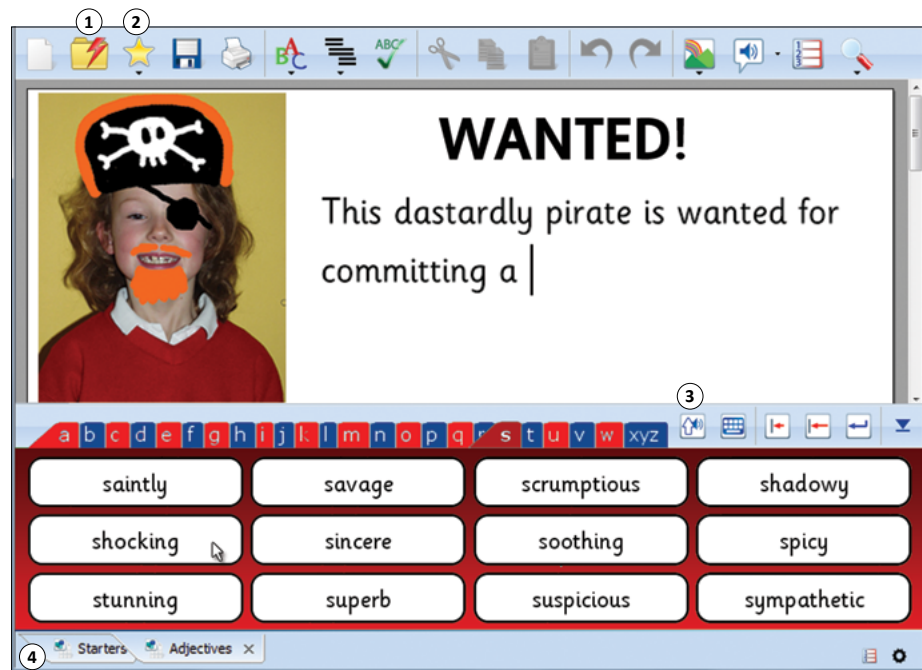 1 2
ABC
WANTED!
This dastardly pirate is wanted for
committing a
3
a b c d e f g h i j k l m n o p q r s t u v w xyz
saintly savage scrumptious shadowy
shocking sincere soothing spicy
stunning superb suspicious sympathetic
4 Starters Adjectives